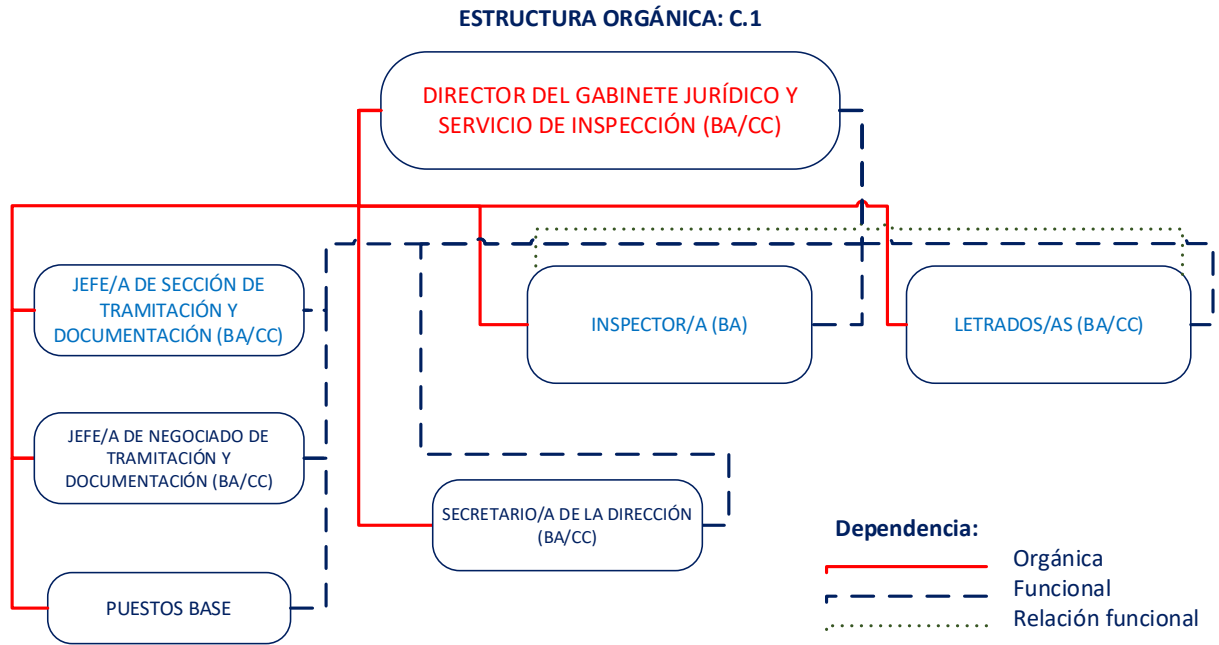 ESTRUCTURA ORGÁNICA: C.1
DIRECTOR DEL GABINETE JURÍDICO Y
SERVICIO DE INSPECCIÓN (BA/CC)
JEFE/A DE SECCIÓN DE
TRAMITACIÓN Y
DOCUMENTACIÓN (BA/CC)
INSPECTOR/A (BA)
LETRADOS/AS (BA/CC)
JEFE/A DE NEGOCIADO DE
TRAMITACIÓN Y
DOCUMENTACIÓN (BA/CC)
SECRETARIO/A DE LA DIRECCIÓN
(BA/CC)
PUESTOS BASE
Dependencia:
Orgánica
Funcional
Relación funcional